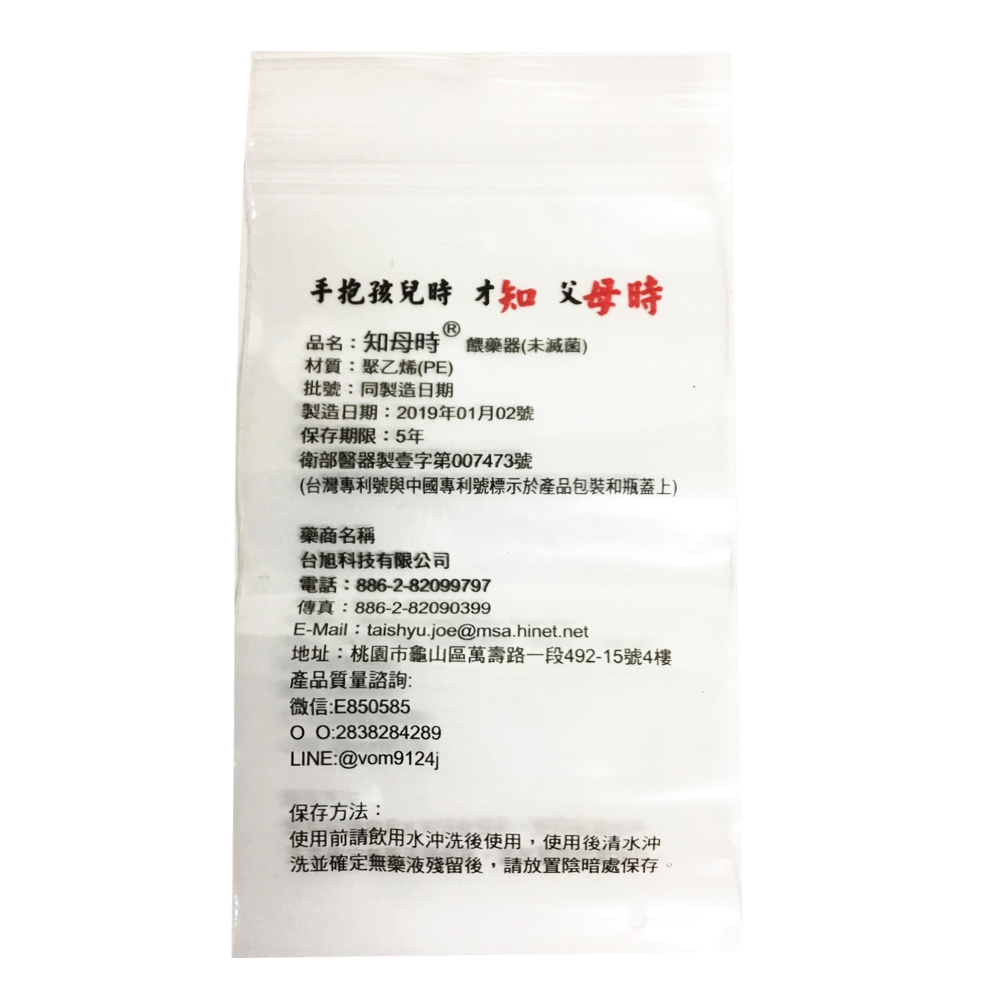 手抱孩兒時 才知 父母時
品名：知母時® 餵藥器(未滅菌)
材質：聚乙烯(PE)
批號：同製造日期
製造日期：2019年01月02號
保存期限：5年
衛部醫器製壹字第007473號
(台灣專利號與中國專利號標示於產品包裝和瓶蓋上)
藥商名稱
台旭科技有限公司
電話：886-2-82099797
傳真：886-2-82090399
E-Mail：taishyu.joe@msa.hinet.net
地址：桃園市龜山區萬壽路一段492-15號4樓
產品質量諮詢:
微信:E850585
O O:2838284289
LINE:@vom9124j
保存方法：
使用前請飲用水沖洗後使用，使用後清水沖
洗並確定無藥液殘留後，請放置陰暗處保存。